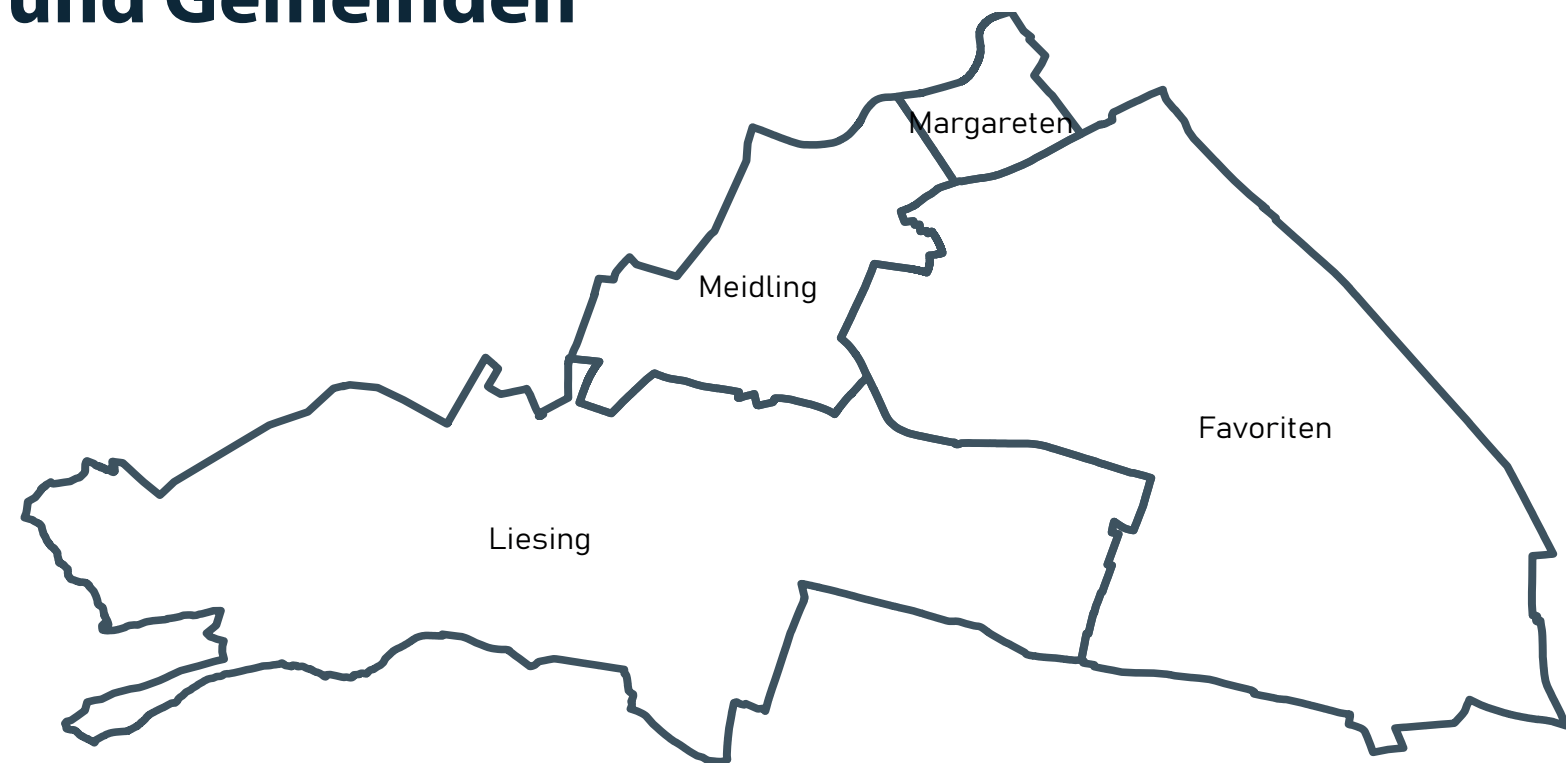 und Gemeinden
Margareten
Meidling
Favoriten
Liesing